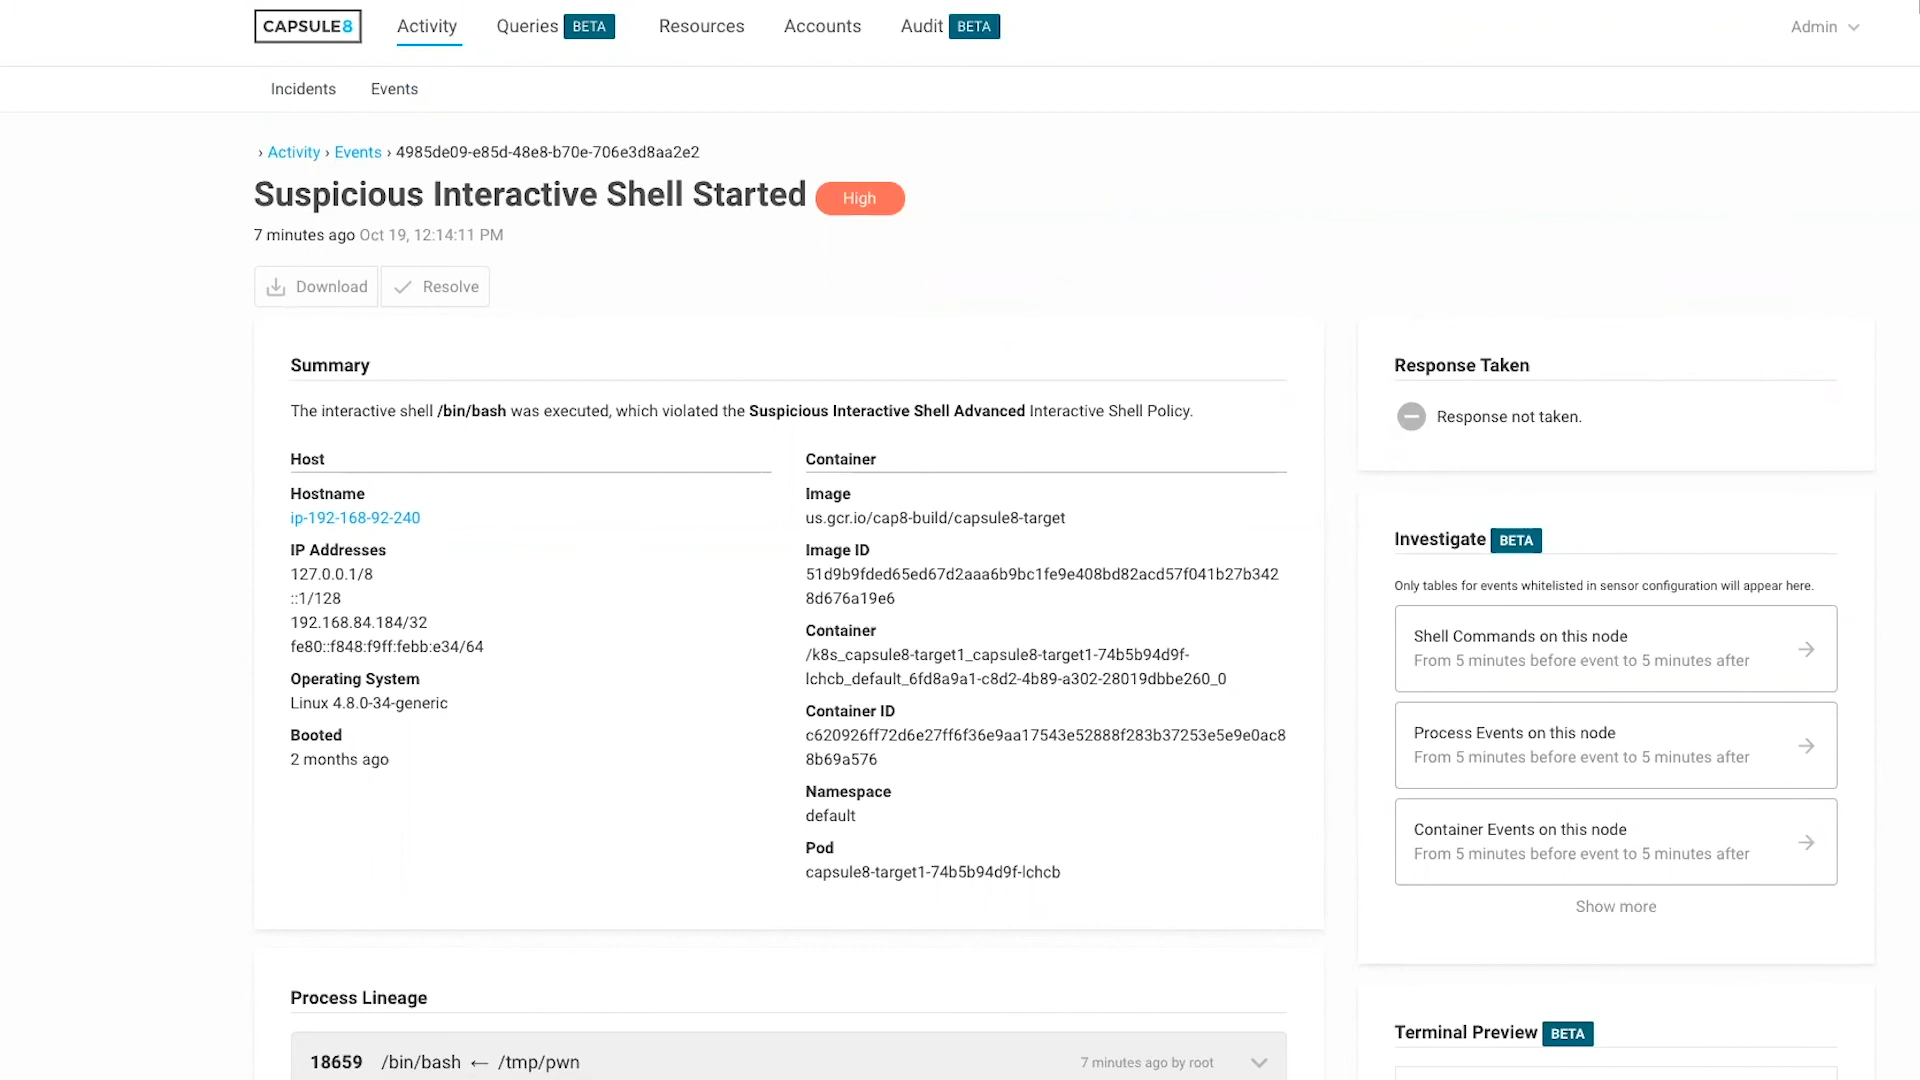 CAPSULE8 Activity Queries BETA Resources Accounts Audit BETA Admin
Incidents Events
› Activity › Events › 4985de09-e85d-48e8-b70e-706e3d8aa2e2
Suspicious Interactive Shell Started High
7 minutes ago Oct 19, 12:14:11 PM
Download Resolve
Summary
The interactive shell /bin/bash was executed, which violated the Suspicious Interactive Shell Advanced Interactive Shell Policy.
Host
Hostname
ip-192-168-92-240
IP Addresses
127.0.0.1/8
::1/128
192.168.84.184/32
fe80::f848:f9ff:febb:e34/64
Operating System
Linux 4.8.0-34-generic
Booted
2 months ago
Container
Image
us.gcr.io/cap8-build/capsule8-target
Image ID
51d9b9fded65ed67d2aaa6b9bc1fe9e408bd82acd57f041b27b342
8d676a19e6
Container
/k8s_capsule8-target1_capsule8-target1-74b5b94d9f-
lchcb_default_6fd8a9a1-c8d2-4b89-a302-28019dbbe260_0
Container ID
c620926ff72d6e27ff6f36e9aa17543e52888f283b37253e5e9e0ac8
8b69a576
Namespace
default
Pod
capsule8-target1-74b5b94d9f-lchcb
Process Lineage
18659 /bin/bash ← /tmp/pwn 7 minutes ago by root
Response Taken
Response not taken.
Investigate BETA
Only tables for events whitelisted in sensor configuration will appear here.
Shell Commands on this node
From 5 minutes before event to 5 minutes after
Process Events on this node
From 5 minutes before event to 5 minutes after
Container Events on this node
From 5 minutes before event to 5 minutes after
Show more
Terminal Preview BETA